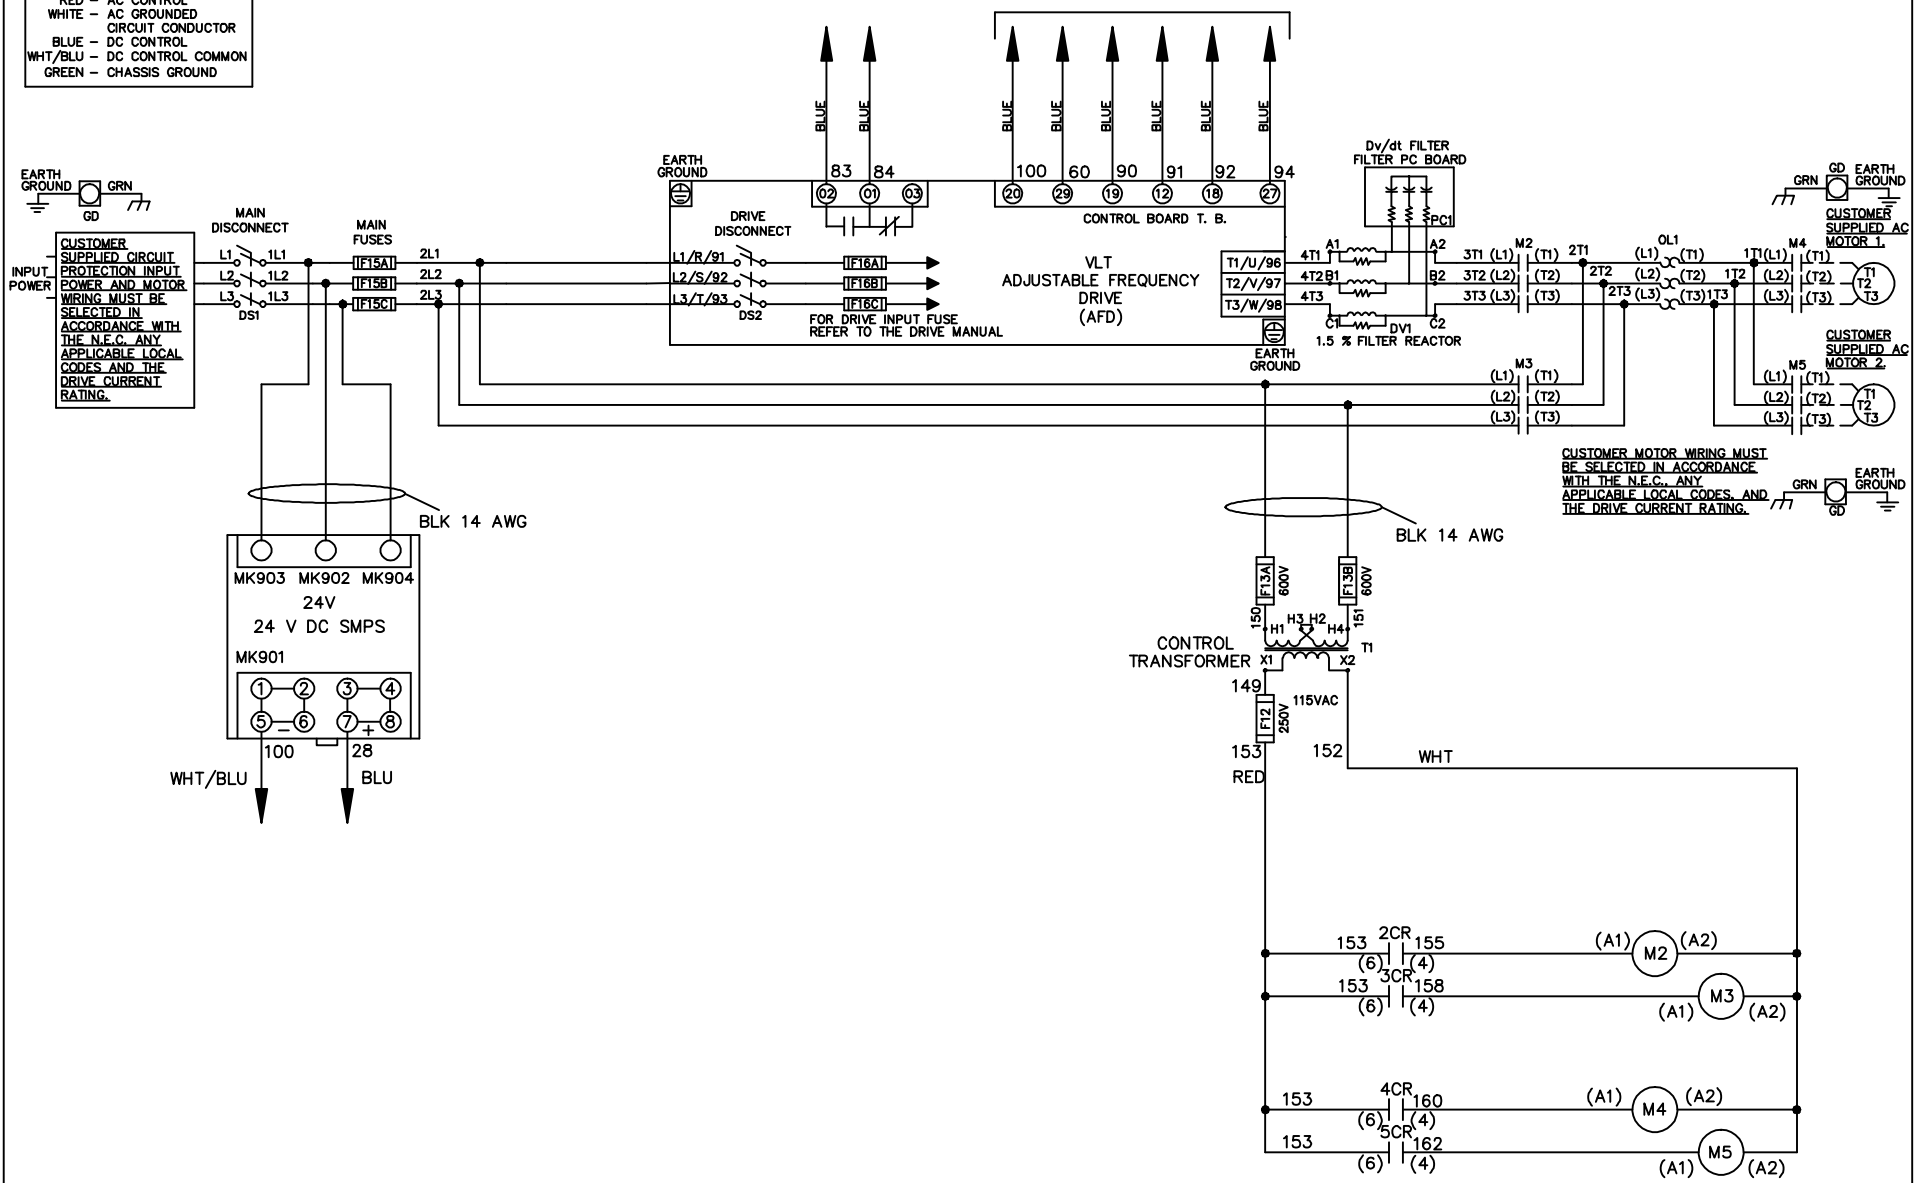 RED – AC CONTROL
WHITE – AC GROUNDED
CIRCUIT CONDUCTOR
BLUE – DC CONTROL
WHT/BLU – DC CONTROL COMMON
GREEN – CHASSIS GROUND
BLUE
BLUE
BLUE
BLUE
BLUE
BLUE
BLUE
BLUE
EARTH
GROUND
GRN
GD
MAIN
DISCONNECT
MAIN
FUSES
INPUT
POWER
CUSTOMER
SUPPLIED CIRCUIT
PROTECTION INPUT
POWER AND MOTOR
WIRING MUST BE
SELECTED IN
ACCORDANCE WITH
THE N.E.C. ANY
APPLICABLE LOCAL
CODES AND THE
DRIVE CURRENT
RATING.
L1 1L1
L2 1L2
L3 1L3
DS1
F15A
F15B
F15C
2L1
2L2
2L3
EARTH
GROUND
83 84
02 01 03
100 60 90 91 92 94
20 29 19 12 18 27
CONTROL BOARD T. B.
DRIVE
DISCONNECT
L1/R/91
L2/S/92
L3/T/93
DS2
F16A
F16B
F16C
FOR DRIVE INPUT FUSE
REFER TO THE DRIVE MANUAL
VLT
ADJUSTABLE FREQUENCY
DRIVE
(AFD)
T1/U/96
T2/V/97
T3/W/98
EARTH
GROUND
Dv/dt FILTER
FILTER PC BOARD
PC1
4T1 A1 A2
4T2 B1 B2
4T3
C1 C2
DV1
1.5 % FILTER REACTOR
M2
3T1 (L1) (T1) 2T1
3T2 (L2) (T2) 2T2
3T3 (L3) (T3) 2T3
OL1
(L1) (T1) 1T1
(L2) (T2) 1T2
(L3) (T3) 1T3
M4
(L1) (T1)
(L2) (T2)
(L3) (T3)
T1
T2
T3
GD
GRN
EARTH
GROUND
CUSTOMER
SUPPLIED AC
MOTOR 1.
CUSTOMER
SUPPLIED AC
MOTOR 2.
M3
(L1) (T1)
(L2) (T2)
(L3) (T3)
M5
(L1) (T1)
(L2) (T2)
(L3) (T3)
T1
T2
T3
CUSTOMER MOTOR WIRING MUST
BE SELECTED IN ACCORDANCE
WITH THE N.E.C., ANY
APPLICABLE LOCAL CODES, AND
THE DRIVE CURRENT RATING.
GRN
GD
EARTH
GROUND
BLK 14 AWG
MK903 MK902 MK904
24V
24 V DC SMPS
MK901
1 2 3 4
5 6 7 8
– +
100 28
WHT/BLU BLU
BLK 14 AWG
F13A 600V
F13B 600V
150 151
H1 H3 H2 H4
CONTROL
TRANSFORMER
T1
X1 X2
149
115VAC
F12 250V
153 152
RED
WHT
2CR
153 155
(6) (4)
(A1) M2 (A2)
3CR
153 158
(6) (4)
(A1) M3 (A2)
4CR
153 160
(6) (4)
(A1) M4 (A2)
5CR
153 162
(6) (4)
(A1) M5 (A2)